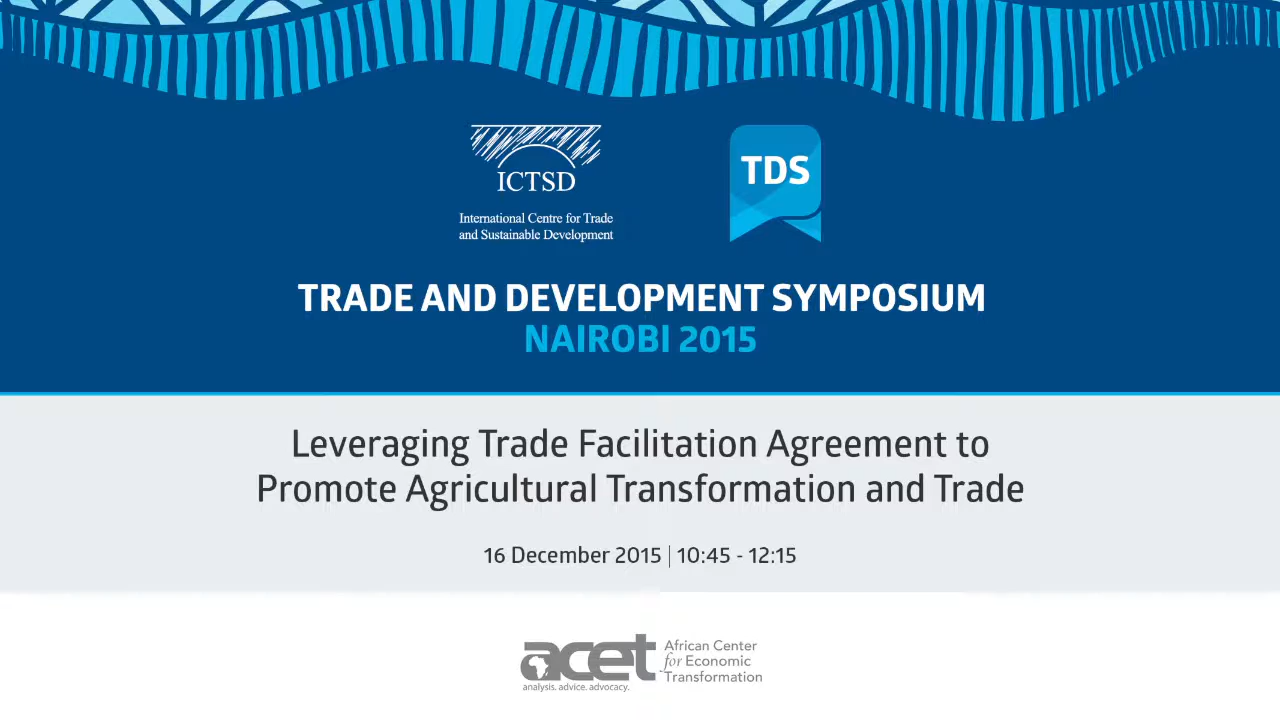 ICTSD
International Centre for Trade
and Sustainable Development
TDS
TRADE AND DEVELOPMENT SYMPOSIUM
NAIROBI 2015
Leveraging Trade Facilitation Agreement to
Promote Agricultural Transformation and Trade
16 December 2015 | 10:45 - 12:15
acet
analysis. advice. advocacy.
African Center
for Economic
Transformation